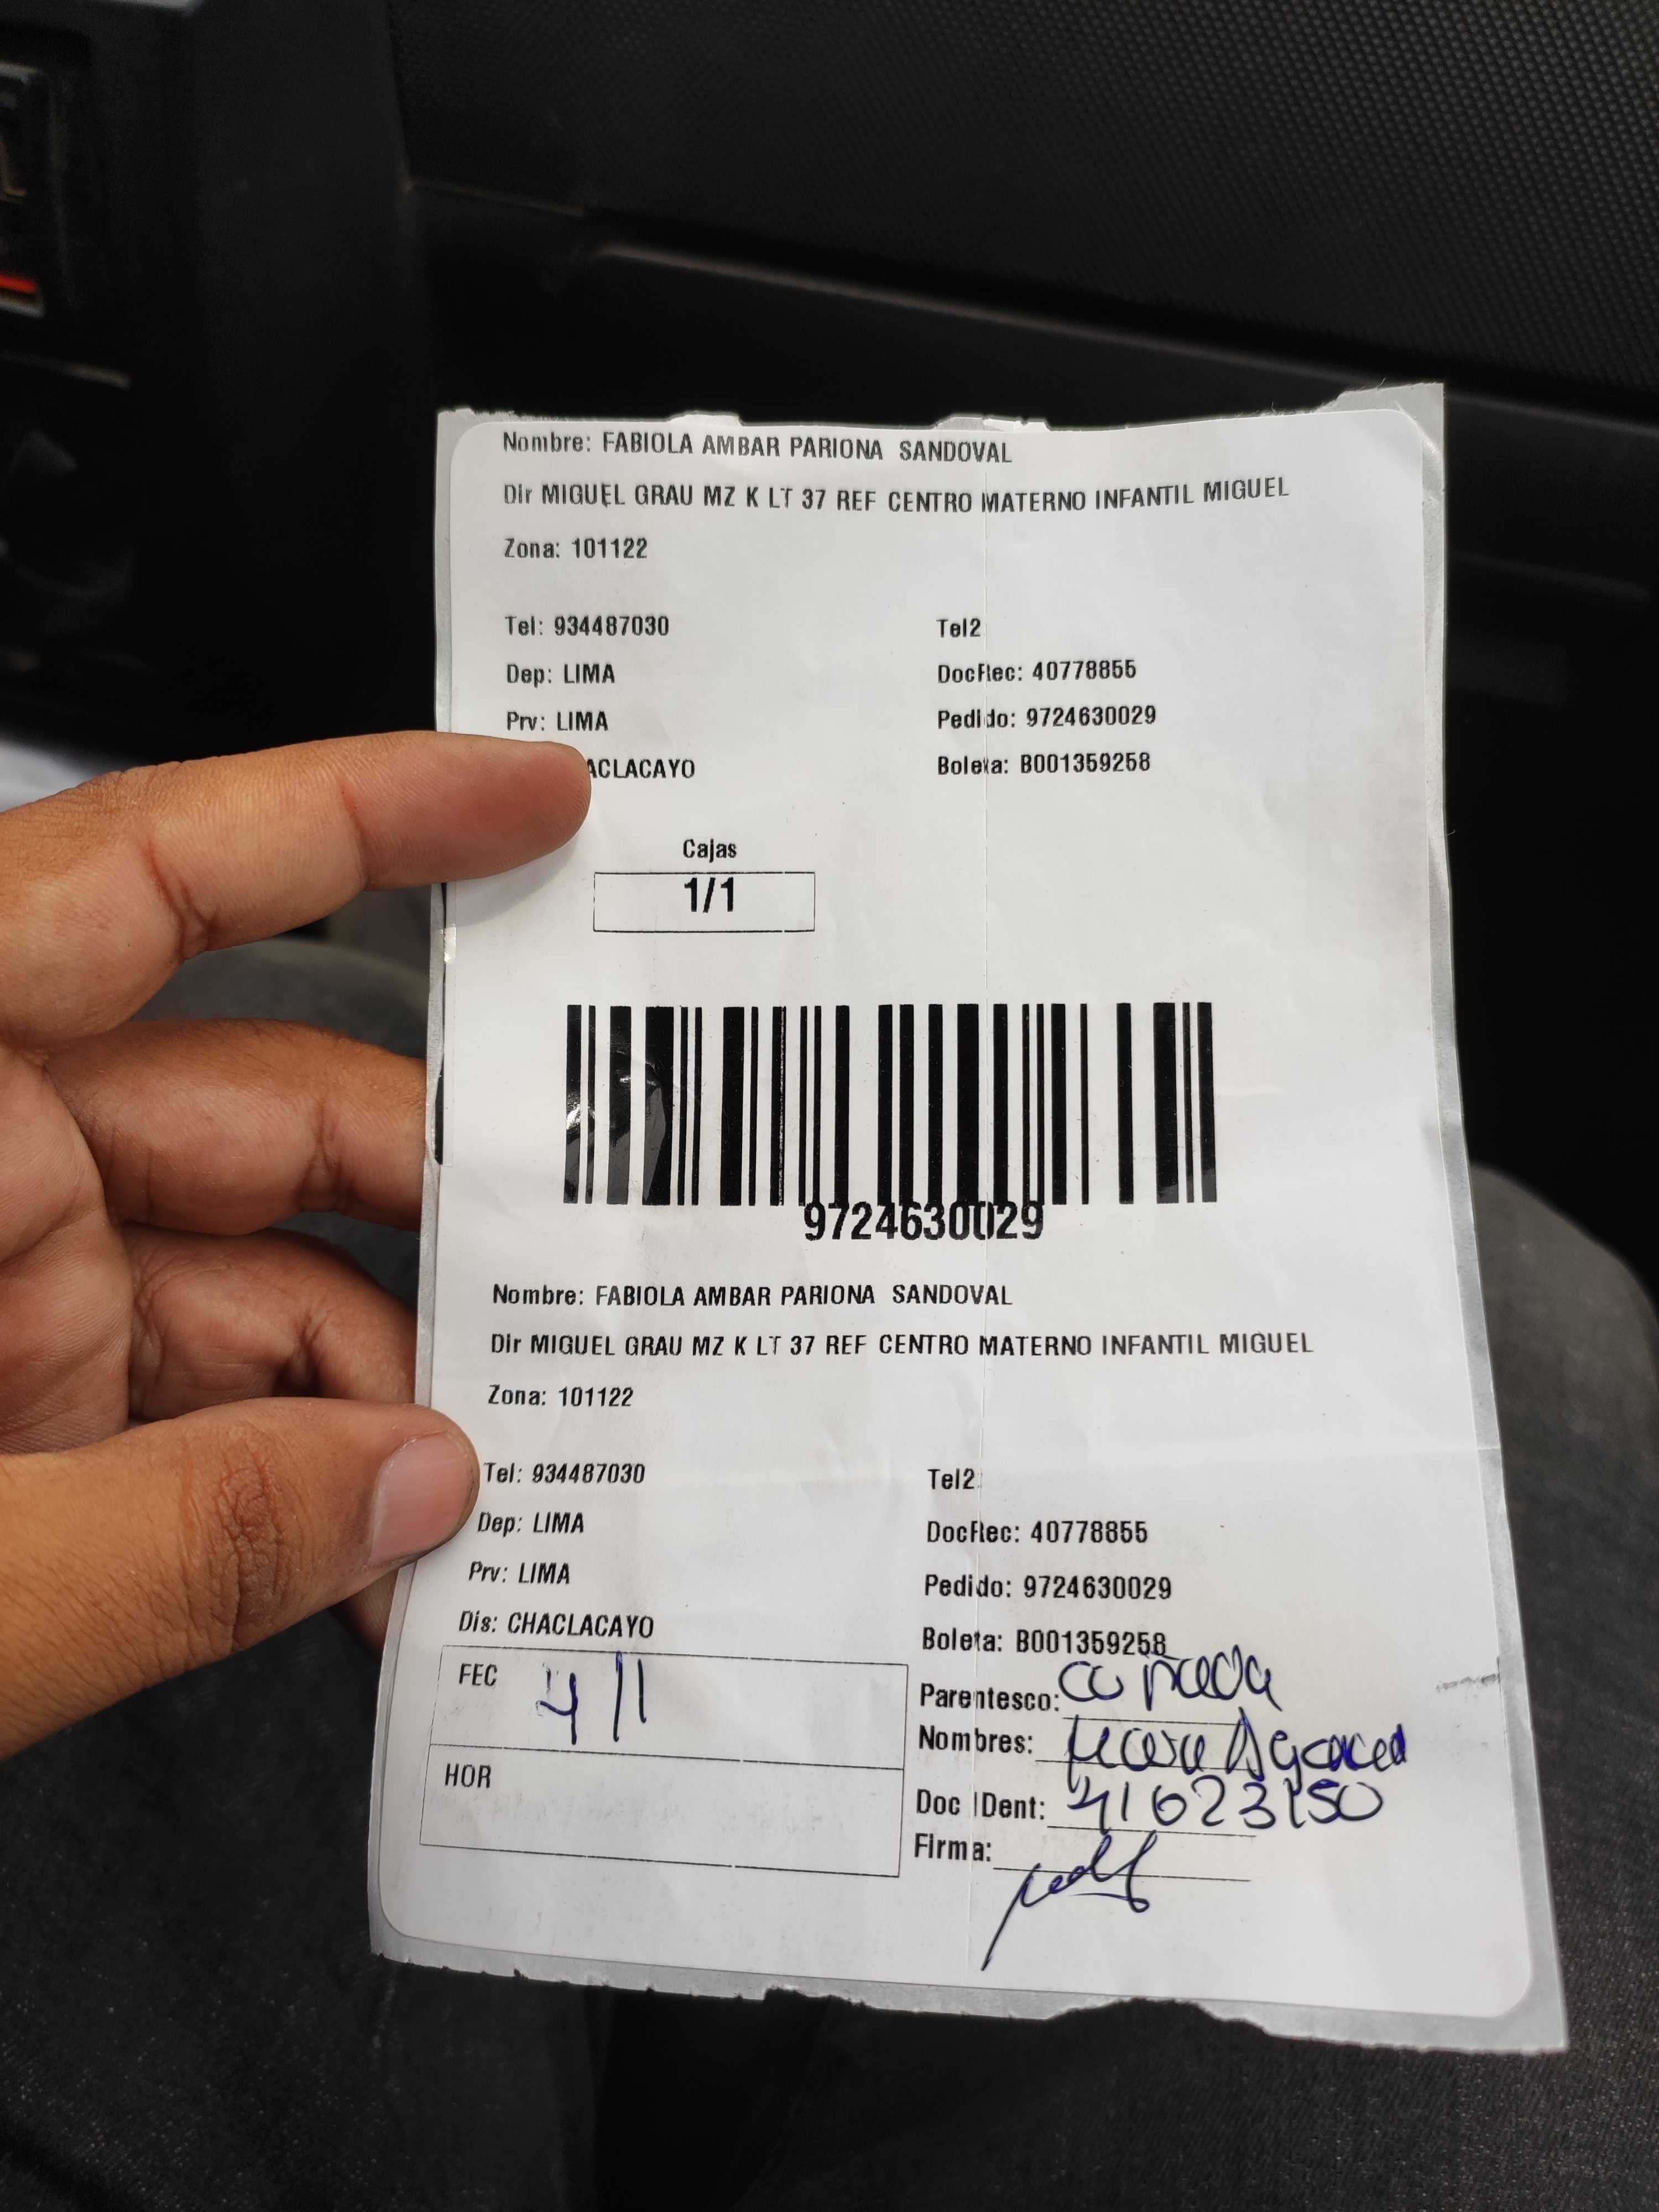 Nombre: FABIOLA AMBAR PARIONA SANDOVAL
Dir MIGUEL GRAU MZ K LT 37 REF CENTRO MATERNO INFANTIL MIGUEL
Zona: 101122
Tel: 934487030 Tel2
Dep: LIMA DocRec: 40778855
Prv: LIMA Pedido: 9724630029
ACLACAYO Boleta: B001359258
Cajas
1/1
9724630029
Nombre: FABIOLA AMBAR PARIONA SANDOVAL
Dir MIGUEL GRAU MZ K LT 37 REF CENTRO MATERNO INFANTIL MIGUEL
Zona: 101122
Tel: 934487030 Tel2
Dep: LIMA DocRec: 40778855
Prv: LIMA Pedido: 9724630029
Dis: CHACLACAYO Boleta: B001359258
FEC 4/1 Parentesco:
Nombres:
HOR Doc IDent: 41623150
Firma: